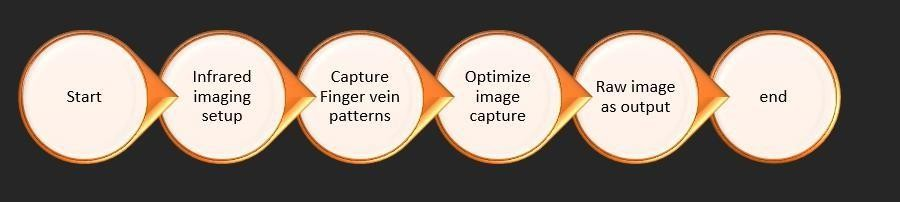 Start
Infrared
imaging
setup
Capture
Finger vein
patterns
Optimize
image
capture
Raw image
as output
end